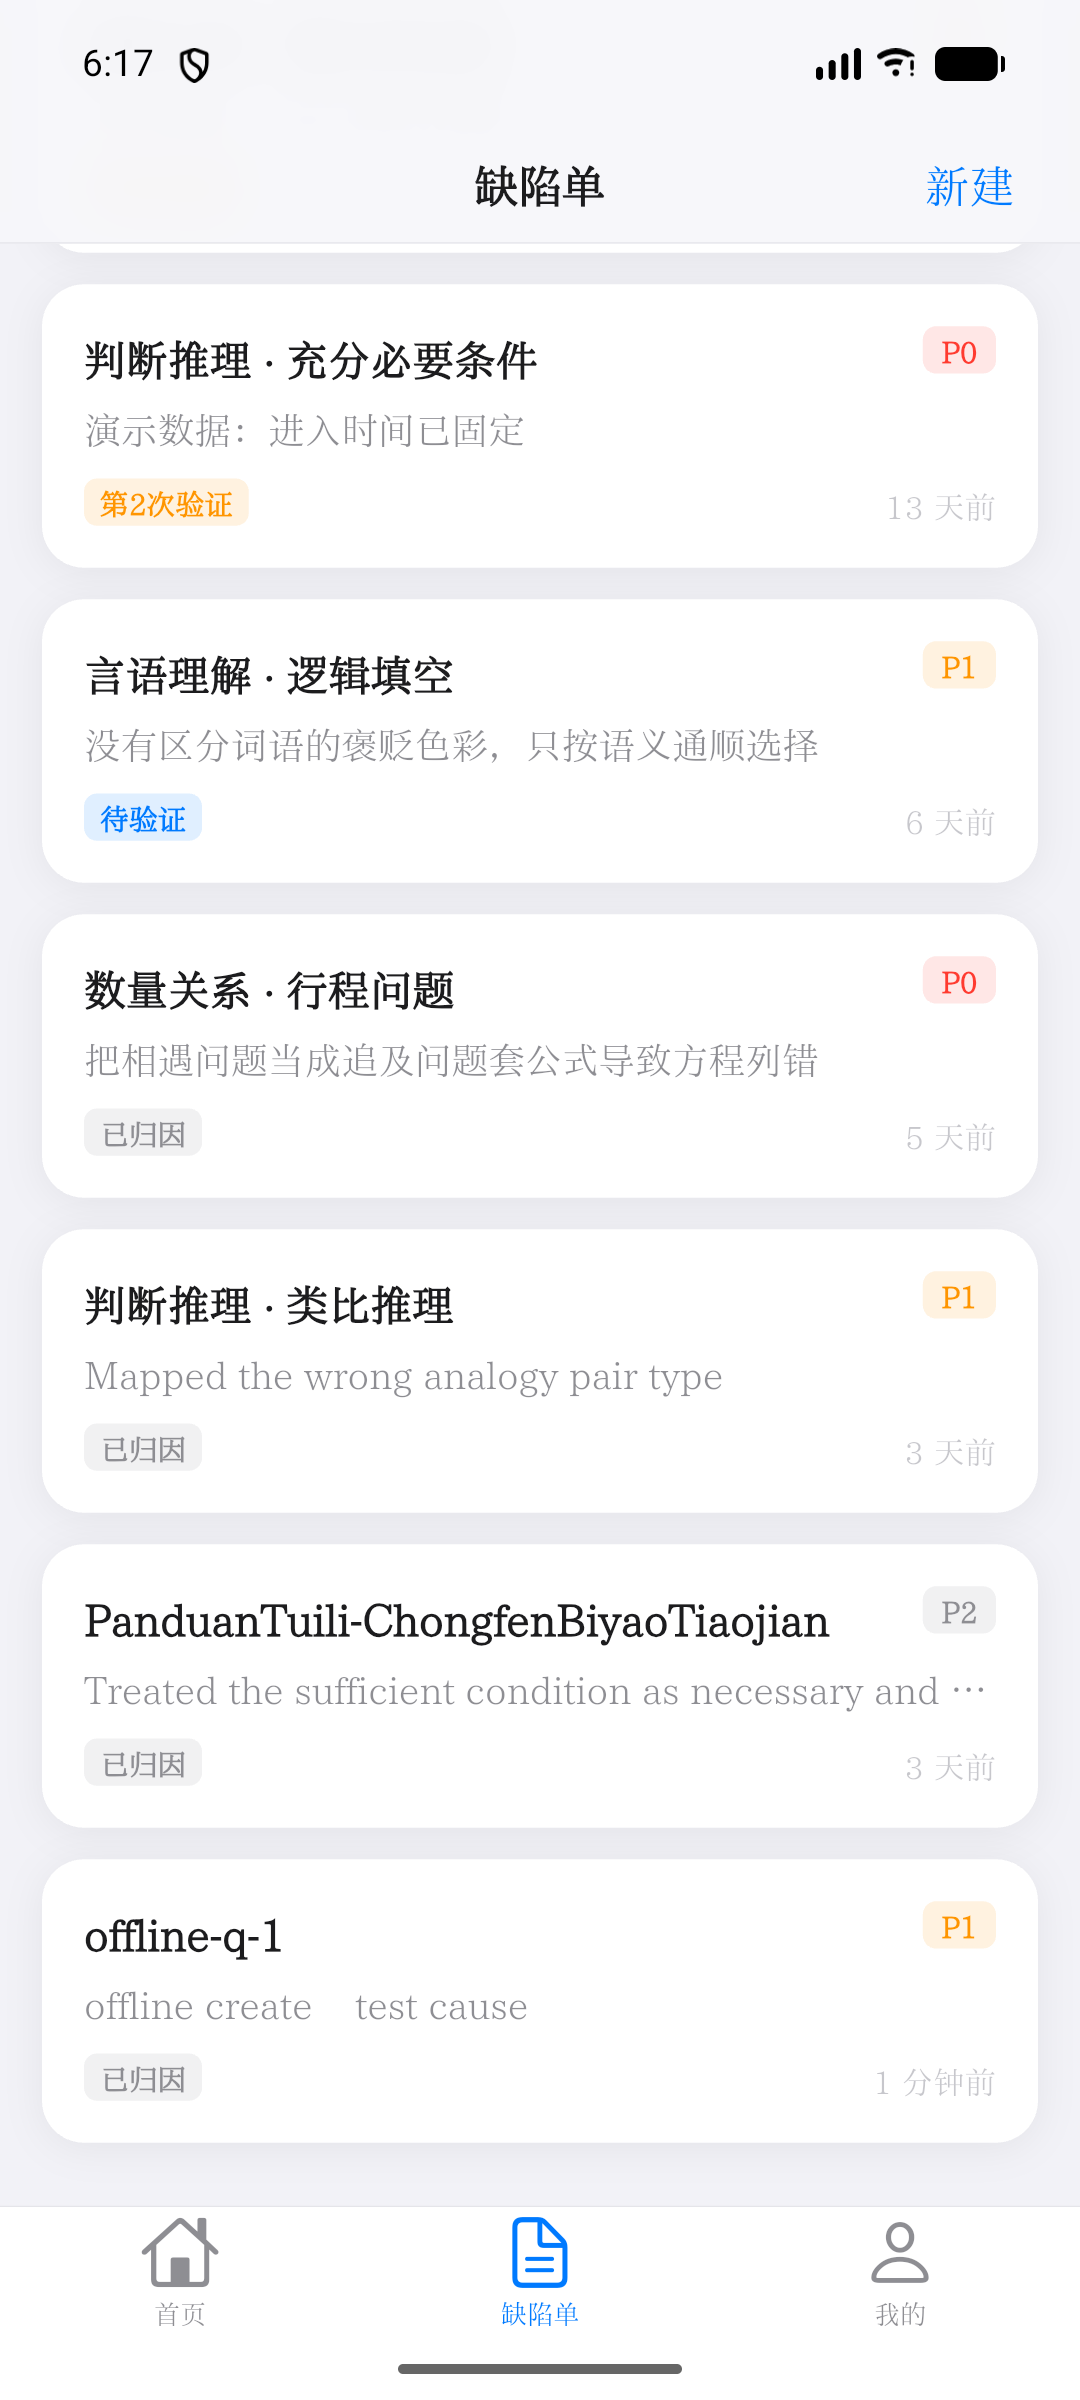 6:17
缺陷单
新建
判断推理 · 充分必要条件
P0
演示数据：进入时间已固定
第2次验证
13 天前
言语理解 · 逻辑填空
P1
没有区分词语的褒贬色彩，只按语义通顺选择
待验证
6 天前
数量关系 · 行程问题
P0
把相遇问题当成追及问题套公式导致方程列错
已归因
5 天前
判断推理 · 类比推理
P1
Mapped the wrong analogy pair type
已归因
3 天前
PanduanTuili-ChongfenBiyaoTiaojian
P2
Treated the sufficient condition as necessary and ···
已归因
3 天前
offline-q-1
P1
offline create    test cause
已归因
1 分钟前
首页
缺陷单
我的